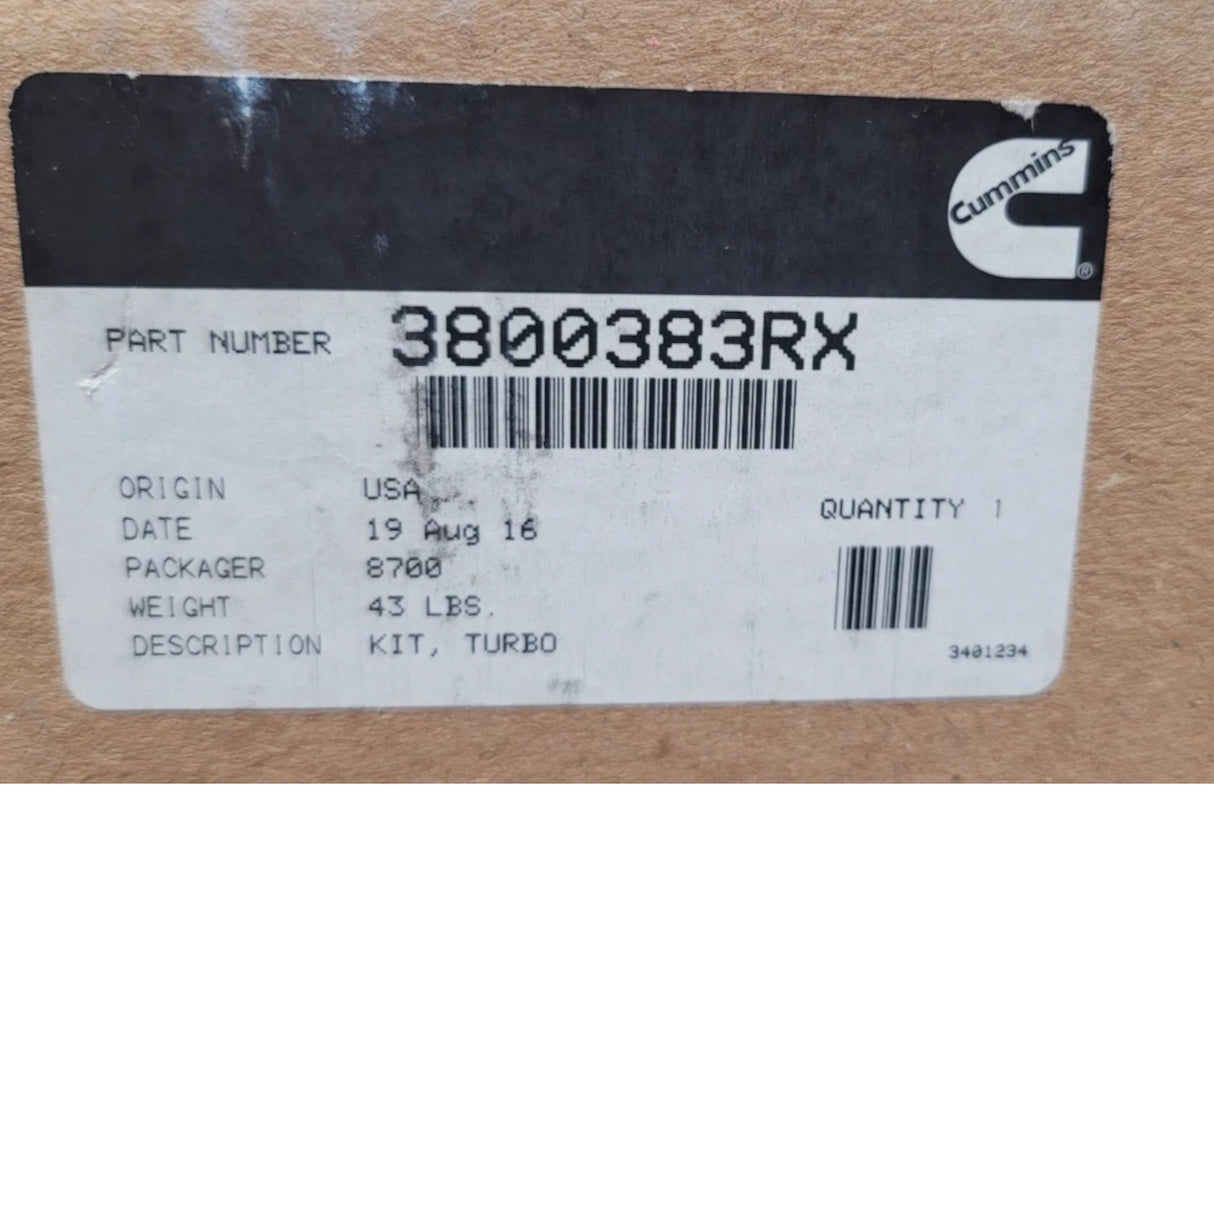 Cummins
®
PART NUMBER 3800383RX
ORIGIN USA
DATE 19 Aug 16
PACKAGER 8700
WEIGHT 43 LBS.
DESCRIPTION KIT, TURBO
QUANTITY 1
3401234